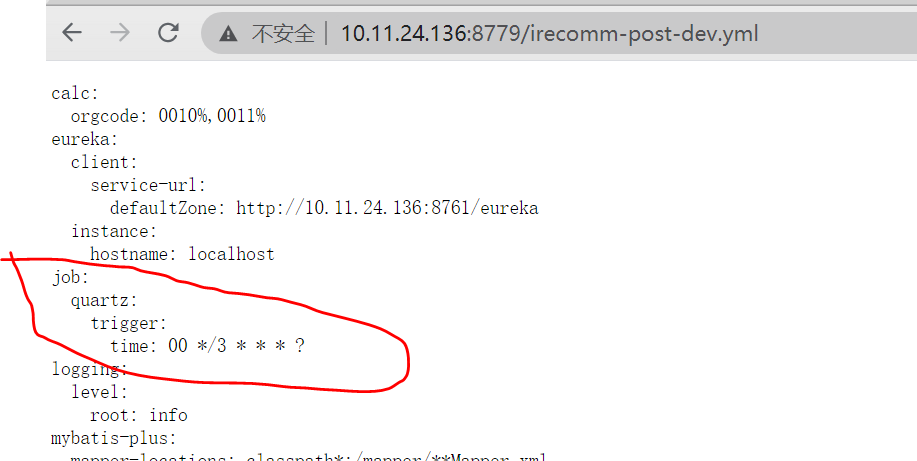 不安全 | 10.11.24.136:8779/irecomm-post-dev.yml
calc:
orgcode: 0010%,0011%
eureka:
client:
service-url:
defaultZone: http://10.11.24.136:8761/eureka
instance:
hostname: localhost
job:
quartz:
trigger:
time: 00 */3 * * * ?
logging:
level:
root: info
mybatis-plus:
mapper-locations: classpath*:/mapper/**Mapper.xml